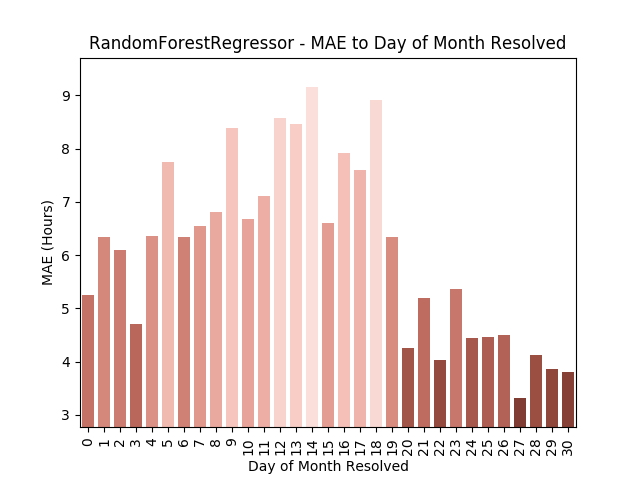 RandomForestRegressor - MAE to Day of Month Resolved
MAE (Hours)
9
8
7
6
5
4
3
0 1 2 3 4 5 6 7 8 9 10 11 12 13 14 15 16 17 18 19 20 21 22 23 24 25 26 27 28 29 30
Day of Month Resolved